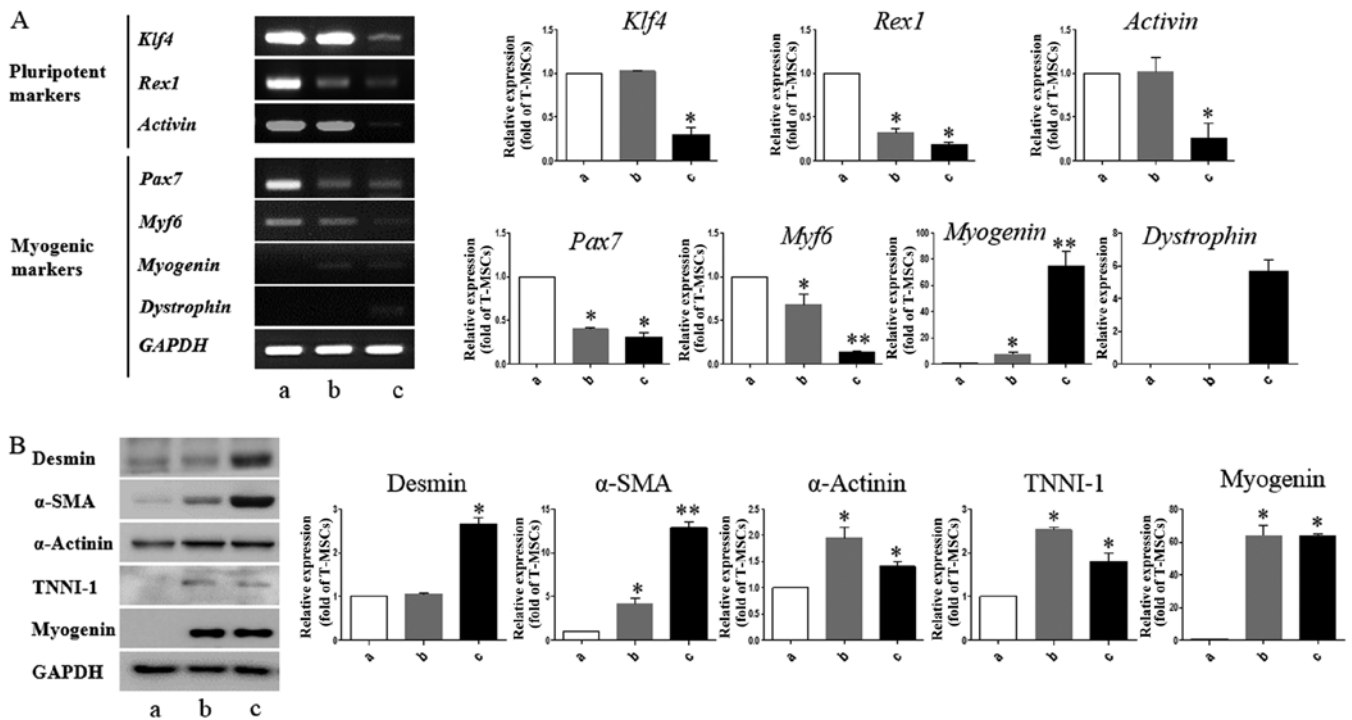 A
Pluripotent
markers
Klf4
Rex1
Activin
Myogenic
markers
Pax7
Myf6
Myogenin
Dystrophin
GAPDH
a b c
Klf4
Relative expression
(fold of T-MSCs)
1.5
1.0
0.5
0.0
*
a b c
Rex1
Relative expression
(fold of T-MSCs)
1.5
1.0
0.5
0.0
* *
a b c
Activin
Relative expression
(fold of T-MSCs)
1.5
1.0
0.5
0.0
*
a b c
Pax7
Relative expression
(fold of T-MSCs)
1.5
1.0
0.5
0.0
* *
a b c
Myf6
Relative expression
(fold of T-MSCs)
1.5
1.0
0.5
0.0
* **
a b c
Myogenin
Relative expression
(fold of T-MSCs)
100
80
60
40
20
0
* **
a b c
Dystrophin
Relative expression
(fold of T-MSCs)
8
6
4
2
0
a b c
B
Desmin
α-SMA
α-Actinin
TNNI-1
Myogenin
GAPDH
a b c
Desmin
Relative expression
(fold of T-MSCs)
3
2
1
0
*
a b c
α-SMA
Relative expression
(fold of T-MSCs)
15
10
5
0
* **
a b c
α-Actinin
Relative expression
(fold of T-MSCs)
2.5
2.0
1.5
1.0
0.5
0.0
* *
a b c
TNNI-1
Relative expression
(fold of T-MSCs)
3
2
1
0
* *
a b c
Myogenin
Relative expression
(fold of T-MSCs)
80
60
40
20
0
* *
a b c